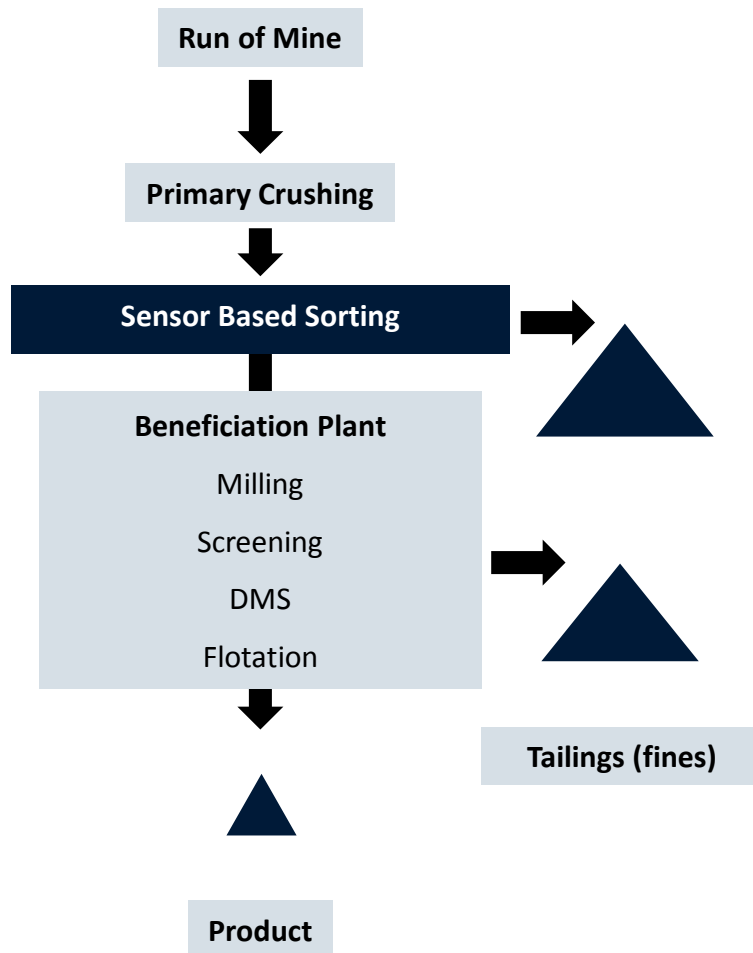 Run of Mine
Primary Crushing
Sensor Based Sorting
Beneficiation Plant
Milling
Screening
DMS
Flotation
Tailings (fines)
Product